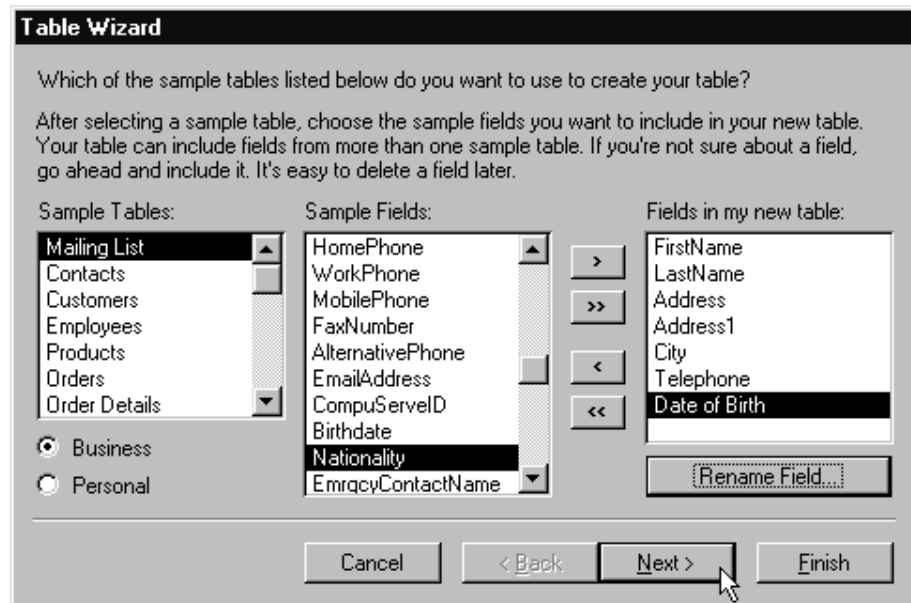 Table Wizard
Which of the sample tables listed below do you want to use to create your table?
After selecting a sample table, choose the sample fields you want to include in your new table.
Your table can include fields from more than one sample table. If you're not sure about a field,
go ahead and include it. It's easy to delete a field later.
Sample Tables:
Mailing List
Contacts
Customers
Employees
Products
Orders
Order Details
Business
Personal
Sample Fields:
HomePhone
WorkPhone
MobilePhone
FaxNumber
AlternativePhone
EmailAddress
CompuServeID
Birthdate
Nationality
EmrgcyContactName
>
>>
<
<<
Fields in my new table:
FirstName
LastName
Address
Address1
City
Telephone
Date of Birth
Rename Field...
Cancel
< Back
Next >
Finish